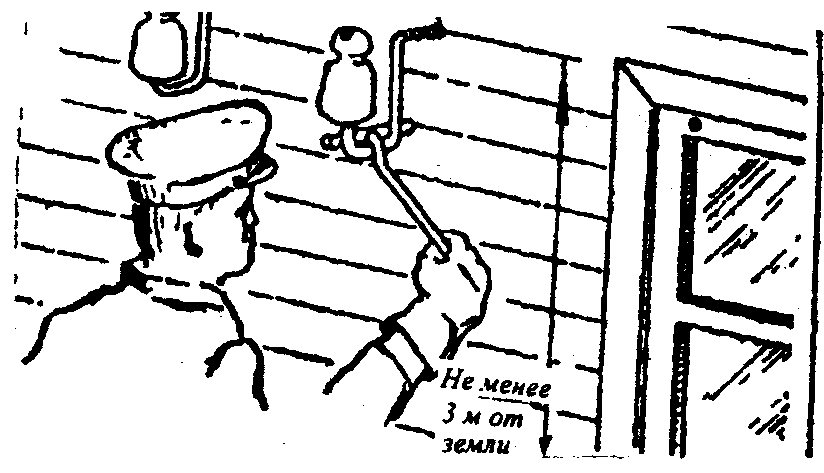 Не менее
3 м от
земли